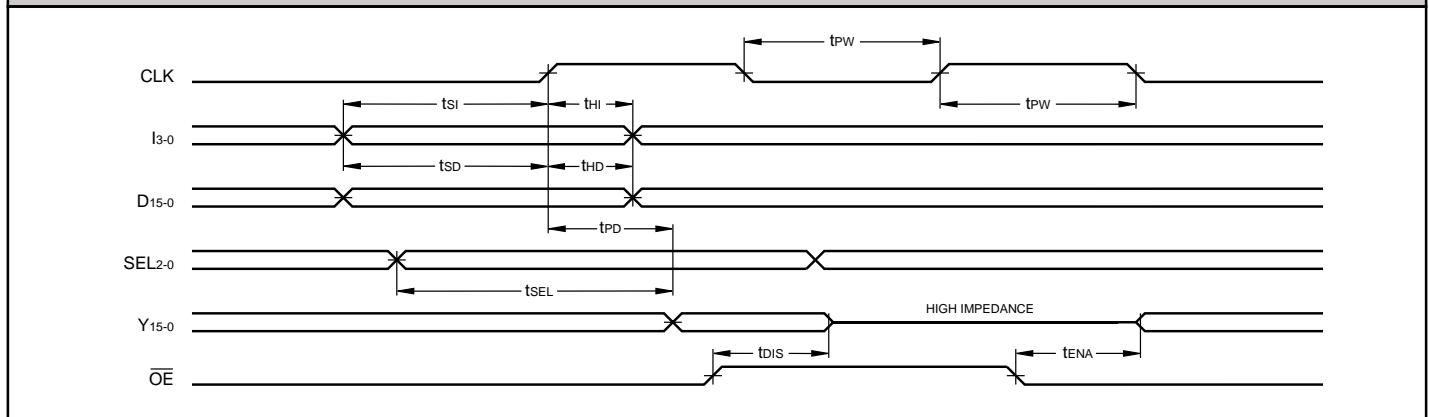 tPW
CLK
tSI
tHI
tPW
I3-0
tSD
tHD
D15-0
tPD
SEL2-0
tSEL
HIGH IMPEDANCE
Y15-0
tDIS
tENA
OE